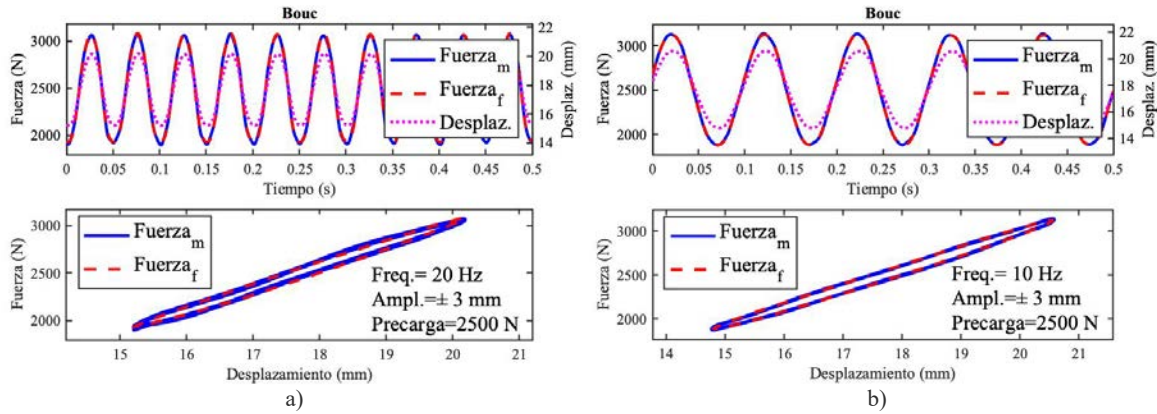 Bouc
Fuerza (N)
3000
2500
2000
22
20
18
16
14
Desplaz. (mm)
Fuerza_m
Fuerza_f
Desplaz.
0 0.05 0.1 0.15 0.2 0.25 0.3 0.35 0.4 0.45 0.5
Tiempo (s)
Fuerza (N)
3000
2500
2000
Fuerza_m
Fuerza_f
Freq.= 20 Hz
Ampl.=± 3 mm
Precarga=2500 N
15 16 17 18 19 20 21
Desplazamiento (mm)
a)
Bouc
Fuerza (N)
3000
2500
2000
22
20
18
16
14
Desplaz. (mm)
Fuerza_m
Fuerza_f
Desplaz.
0 0.05 0.1 0.15 0.2 0.25 0.3 0.35 0.4 0.45 0.5
Tiempo (s)
Fuerza (N)
3000
2500
2000
Fuerza_m
Fuerza_f
Freq.= 10 Hz
Ampl.=± 3 mm
Precarga=2500 N
14 15 16 17 18 19 20 21
Desplazamiento (mm)
b)